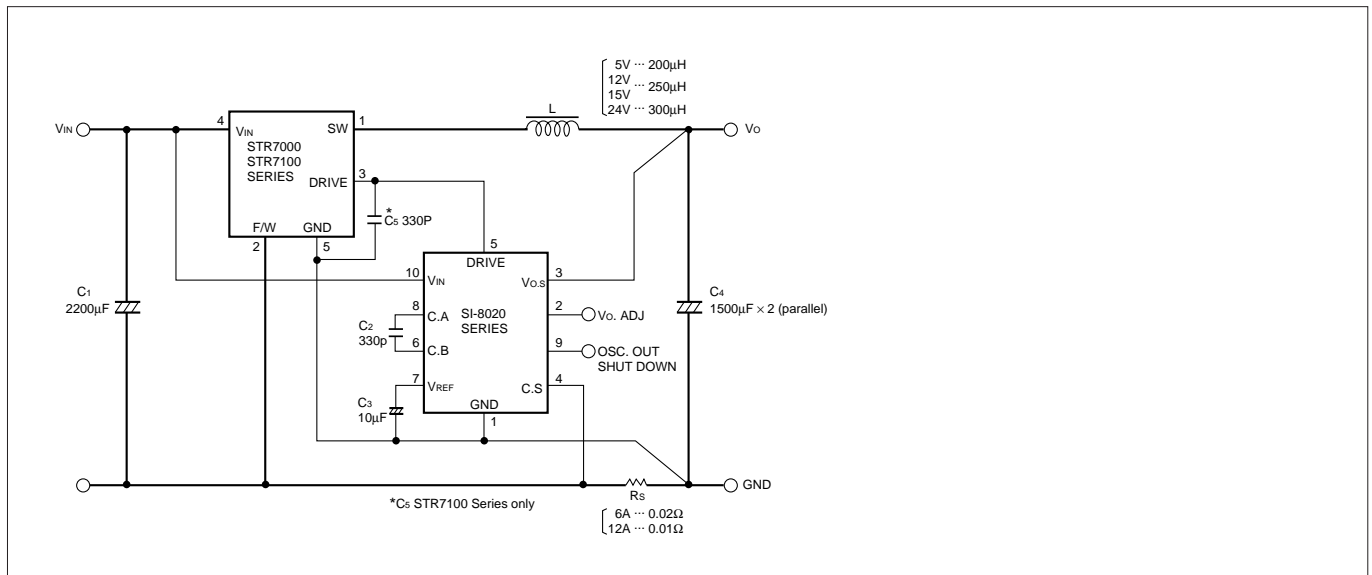 5V ··· 200µH
12V
··· 250µH
15V
24V ··· 300µH
L
VIN
4
VIN
SW
1
VO
STR7000
STR7100
SERIES
DRIVE
3
*
C5 330P
F/W
GND
2
5
5
DRIVE
10
VIN
VO.S
3
C1
2200µF
8
C.A
SI-8020
SERIES
2
VO. ADJ
C4
1500µF × 2 (parallel)
C2
330p
6
C.B
9
OSC. OUT
SHUT DOWN
7
VREF
C.S
4
C3
10µF
GND
1
GND
*C5 STR7100 Series only
RS
6A ··· 0.02Ω
12A ··· 0.01Ω